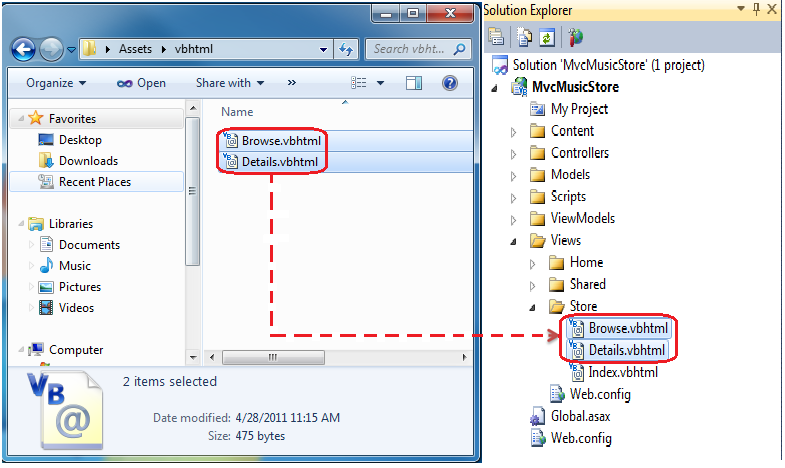 Assets vbhtml
Search vbht...
Organize Open Share with »
Favorites
Desktop
Downloads
Recent Places
Libraries
Documents
Music
Pictures
Videos
Computer
Name
Browse.vbhtml
Details.vbhtml
VB @
2 items selected
Date modified: 4/28/2011 11:15 AM
Size: 475 bytes
Solution Explorer
Solution 'MvcMusicStore' (1 project)
MvcMusicStore
My Project
Content
Controllers
Models
Scripts
ViewModels
Views
Home
Shared
Store
Browse.vbhtml
Details.vbhtml
Index.vbhtml
Web.config
Global.asax
Web.config